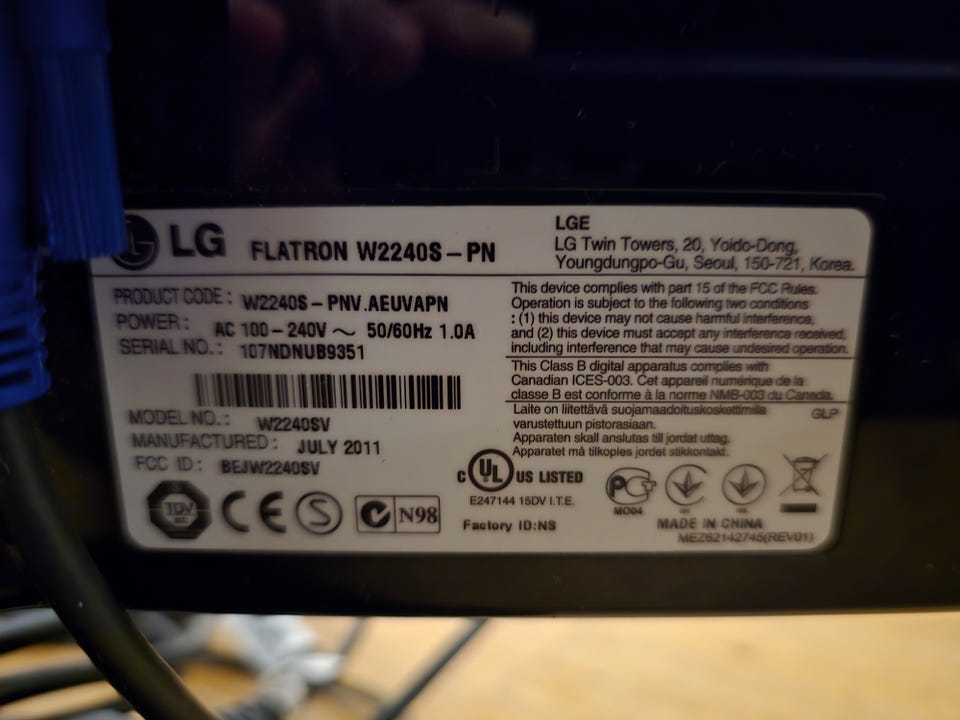 LG FLATRON W2240S-PN
LGE
LG Twin Towers, 20, Yoido-Dong,
Youngdungpo-Gu, Seoul, 150-721, Korea.
PRODUCT CODE: W2240S-PNV.AEUVAPN
POWER: AC 100-240V ~ 50/60Hz 1.0A
SERIAL NO.: 107NDNUB9351
MODEL NO.: W2240SV
MANUFACTURED: JULY 2011
FCC ID: BEJW2240SV
TÜV
CE
S
N98
This device complies with part 15 of the FCC Rules.
Operation is subject to the following two conditions
: (1) this device may not cause harmful interference,
and (2) this device must accept any interference received,
including interference that may cause undesired operation.
This Class B digital apparatus complies with
Canadian ICES-003. Cet appareil numérique de la
classe B est conforme à la norme NMB-003 du Canada.
Laite on liitettävä suojamaadoituskoskettimilla GLP
varustettuun pistorasiaan.
Apparaten skall anslutas till jordat uttag.
Apparatet må tilkoples jordet stikkontakt.
C UL US LISTED
E247144 15DV I.T.E.
Factory ID:NS
MO04
MADE IN CHINA
MEZ62142745(REV01)